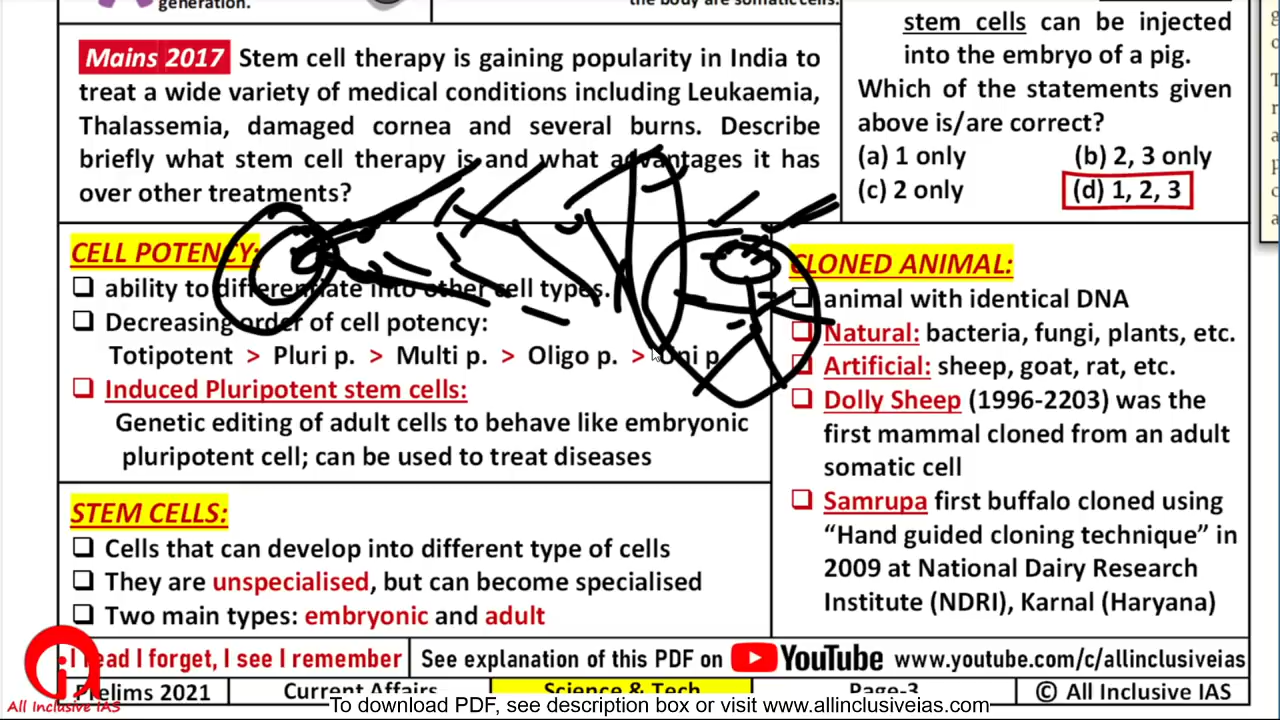 generation.
the body are somatic cells.
Mains 2017 Stem cell therapy is gaining popularity in India to
treat a wide variety of medical conditions including Leukaemia,
Thalassemia, damaged cornea and several burns. Describe
briefly what stem cell therapy is and what advantages it has
over other treatments?
stem cells can be injected
into the embryo of a pig.
Which of the statements given
above is/are correct?
(a) 1 only (b) 2, 3 only
(c) 2 only (d) 1, 2, 3
CELL POTENCY:
ability to differentiate into other cell types.
Decreasing order of cell potency:
Totipotent > Pluri p. > Multi p. > Oligo p. > Uni p.
Induced Pluripotent stem cells:
Genetic editing of adult cells to behave like embryonic
pluripotent cell; can be used to treat diseases
STEM CELLS:
Cells that can develop into different type of cells
They are unspecialised, but can become specialised
Two main types: embryonic and adult
CLONED ANIMAL:
animal with identical DNA
Natural: bacteria, fungi, plants, etc.
Artificial: sheep, goat, rat, etc.
Dolly Sheep (1996-2203) was the
first mammal cloned from an adult
somatic cell
Samrupa first buffalo cloned using
“Hand guided cloning technique” in
2009 at National Dairy Research
Institute (NDRI), Karnal (Haryana)
I read I forget, I see I remember
See explanation of this PDF on YouTube www.youtube.com/c/allinclusiveias
Prelims 2021 Current Affairs Science & Tech Page-3 © All Inclusive IAS
All Inclusive IAS
To download PDF, see description box or visit www.allinclusiveias.com